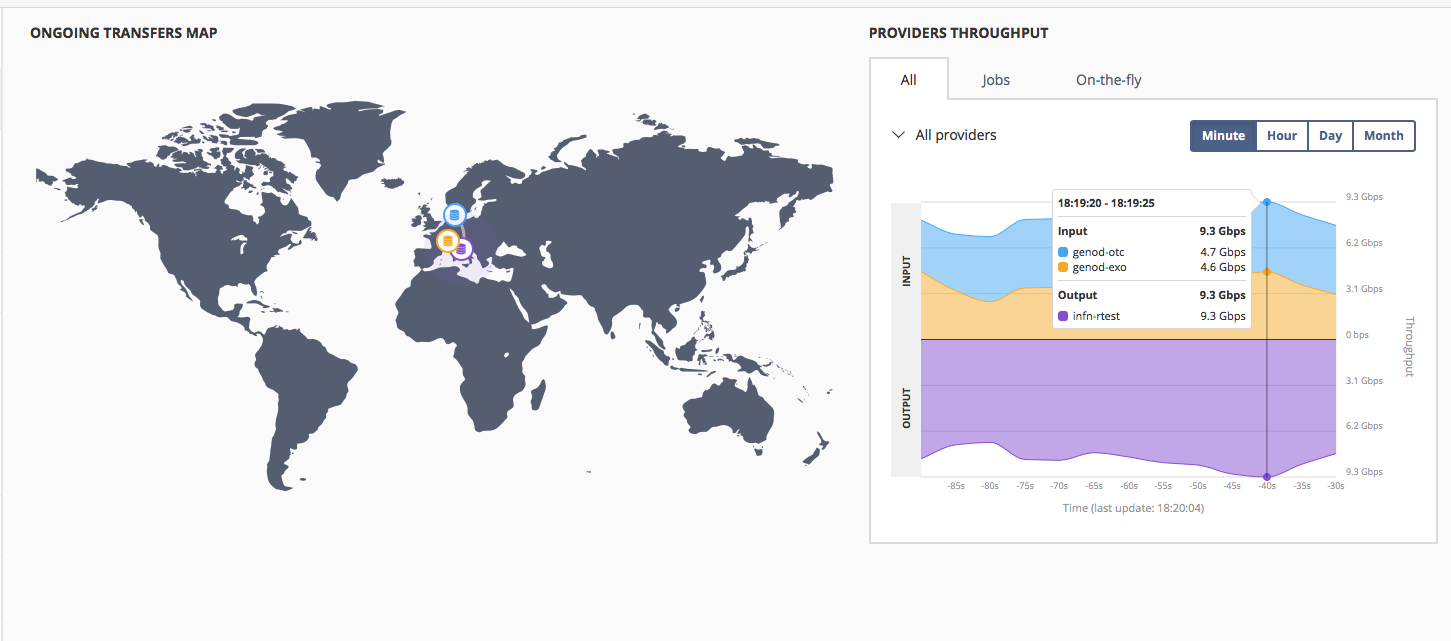 ONGOING TRANSFERS MAP
PROVIDERS THROUGHPUT
All Jobs On-the-fly
All providers
Minute Hour Day Month
18:19:20 - 18:19:25
Input 9.3 Gbps
genod-otc 4.7 Gbps
genod-exo 4.6 Gbps
Output 9.3 Gbps
infn-rtest 9.3 Gbps
INPUT
OUTPUT
9.3 Gbps
6.2 Gbps
3.1 Gbps
0 bps
3.1 Gbps
6.2 Gbps
9.3 Gbps
Throughput
-85s -80s -75s -70s -65s -60s -55s -50s -45s -40s -35s -30s
Time (last update: 18:20:04)